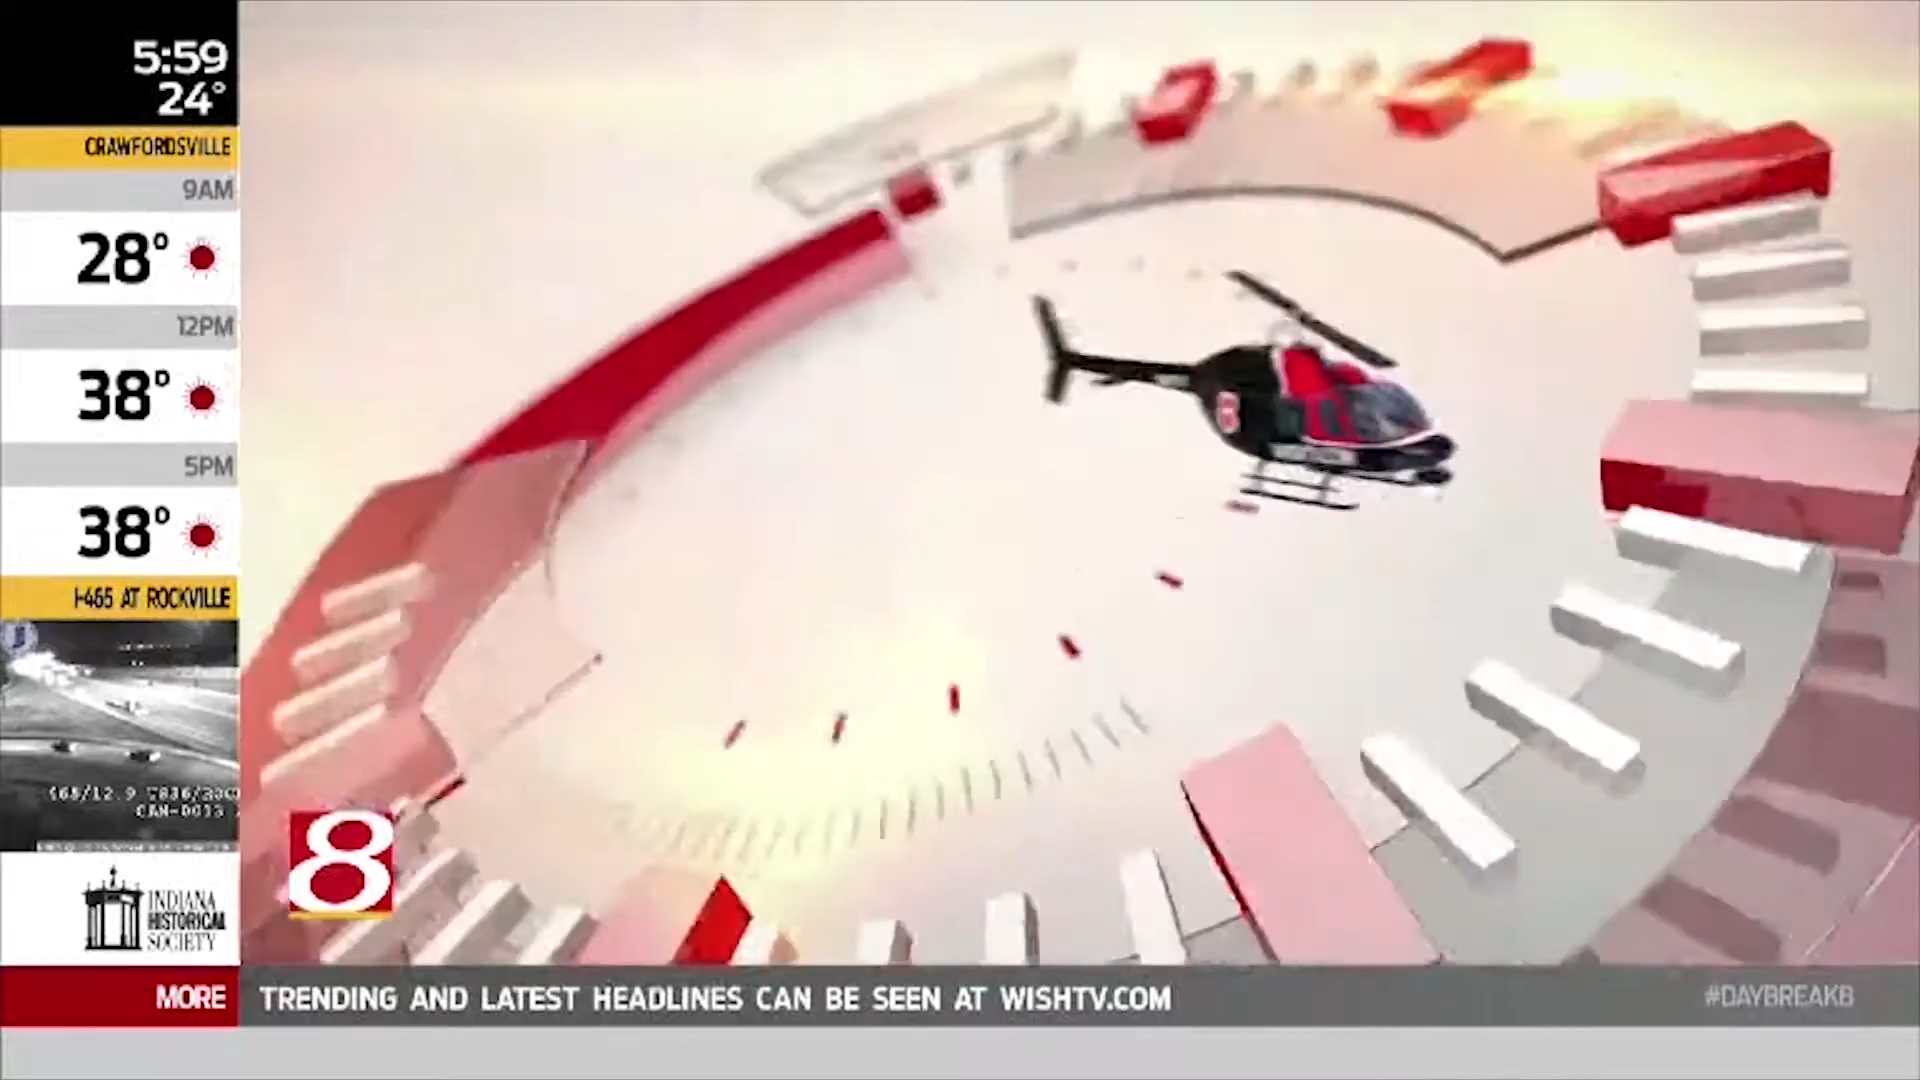 5:59
24°
CRAWFORDSVILLE
9AM
28°
12PM
38°
5PM
38°
I-465 AT ROCKVILLE
INDIANA
HISTORICAL
SOCIETY
8
8
MORE
TRENDING AND LATEST HEADLINES CAN BE SEEN AT WISHTV.COM
#DAYBREAK8